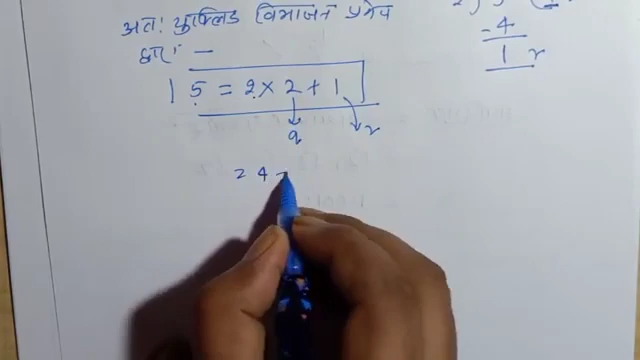 अतः यूक्लिड विभाजन प्रमेय
द्वारा —
5 = 2 × 2 + 1
q r
2 4
- 4
1 r